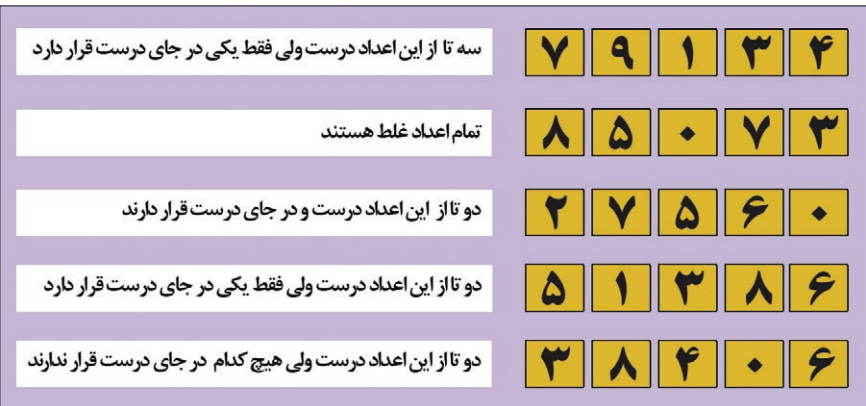 سه تا از این اعداد درست ولی فقط یکی در جای درست قرار دارد
۷ ۹ ۱ ۳ ۴
تمام اعداد غلط هستند
۸ ۵ ۰ ۷ ۳
دو تا از این اعداد درست و در جای درست قرار دارند
۲ ۷ ۵ ۶ ۰
دو تا از این اعداد درست ولی فقط یکی در جای درست قرار دارد
۵ ۱ ۳ ۸ ۶
دو تا از این اعداد درست ولی هیچ کدام در جای درست قرار ندارند
۳ ۸ ۴ ۰ ۶